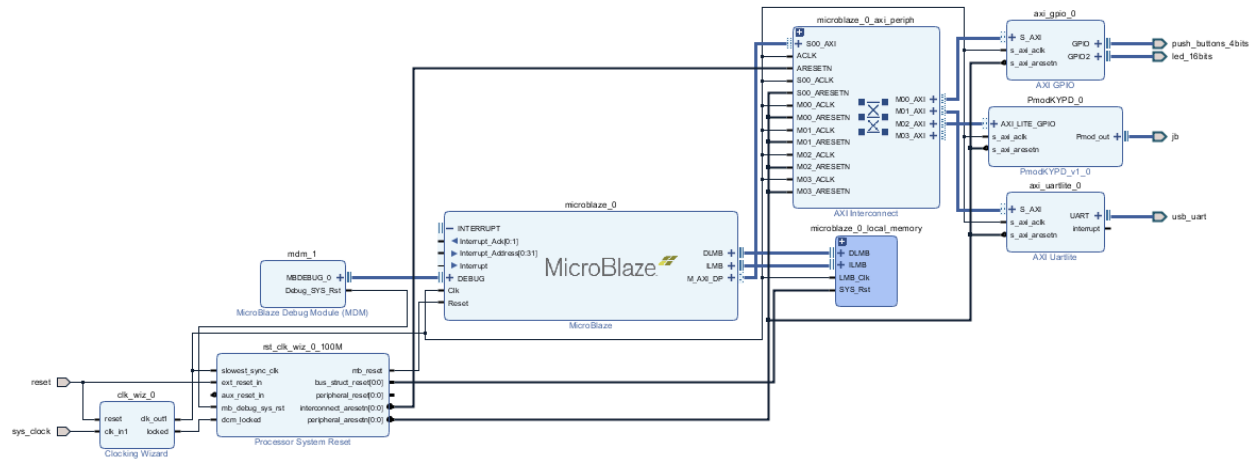 microblaze_0_axi_periph
S00_AXI
ACLK
ARESETN
S00_ACLK
S00_ARESETN
M00_ACLK
M00_ARESETN
M01_ACLK
M01_ARESETN
M02_ACLK
M02_ARESETN
M03_ACLK
M03_ARESETN
M00_AXI
M01_AXI
M02_AXI
M03_AXI
AXI Interconnect
axi_gpio_0
S_AXI
s_axi_aclk
s_axi_aresetn
GPIO
GPIO2
AXI GPIO
push_buttons_4bits
led_16bits
PmodKYPD_0
AXI_LITE_GPIO
s_axi_aclk
s_axi_aresetn
Pmod_out
PmodKYPD_v1_0
jb
axi_uartlite_0
S_AXI
s_axi_aclk
s_axi_aresetn
UART
interrupt
AXI Uartlite
usb_uart
microblaze_0
INTERRUPT
Interrupt_Ack[0:1]
Interrupt_Address[0:31]
Interrupt
DEBUG
Clk
Reset
MicroBlaze
DLMB
ILMB
M_AXI_DP
MicroBlaze
microblaze_0_local_memory
DLMB
ILMB
LMB_Clk
SYS_Rst
mdm_1
MBDEBUG_0
Debug_SYS_Rst
MicroBlaze Debug Module (MDM)
rst_clk_wiz_0_100M
slowest_sync_clk
ext_reset_in
aux_reset_in
mb_debug_sys_rst
dcm_locked
mb_reset
bus_struct_reset[0:0]
peripheral_reset[0:0]
interconnect_aresetn[0:0]
peripheral_aresetn[0:0]
Processor System Reset
reset
sys_clock
clk_wiz_0
reset
clk_in1
clk_out1
locked
Clocking Wizard